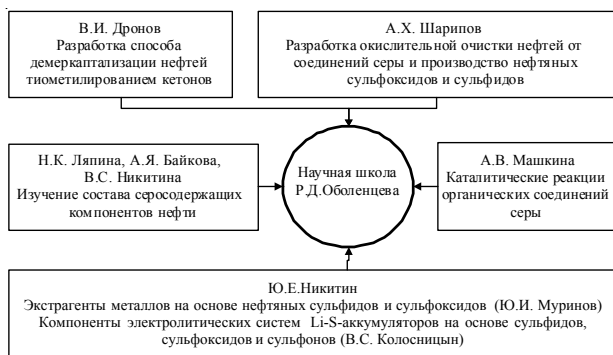 В.И. Дронов
Разработка способа
демеркаптализации нефтей
тиометилированием кетонов
А.Х. Шарипов
Разработка окислительной очистки нефтей от
соединений серы и производство нефтяных
сульфоксидов и сульфидов
Н.К. Ляпина, А.Я. Байкова,
В.С. Никитина
Изучение состава серосодержащих
компонентов нефти
Научная школа
Р.Д.Оболенцева
А.В. Машкина
Каталитические реакции
органических соединений
серы
Ю.Е.Никитин
Экстрагенты металлов на основе нефтяных сульфидов и сульфоксидов (Ю.И. Муринов)
Компоненты электролитических систем Li-S-аккумуляторов на основе сульфидов,
сульфоксидов и сульфонов (В.С. Колосницын)